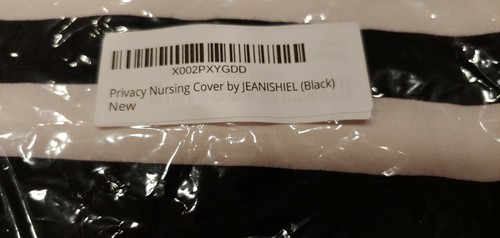 X002PXYGDD
Privacy Nursing Cover by JEANISHIEL (Black)
New